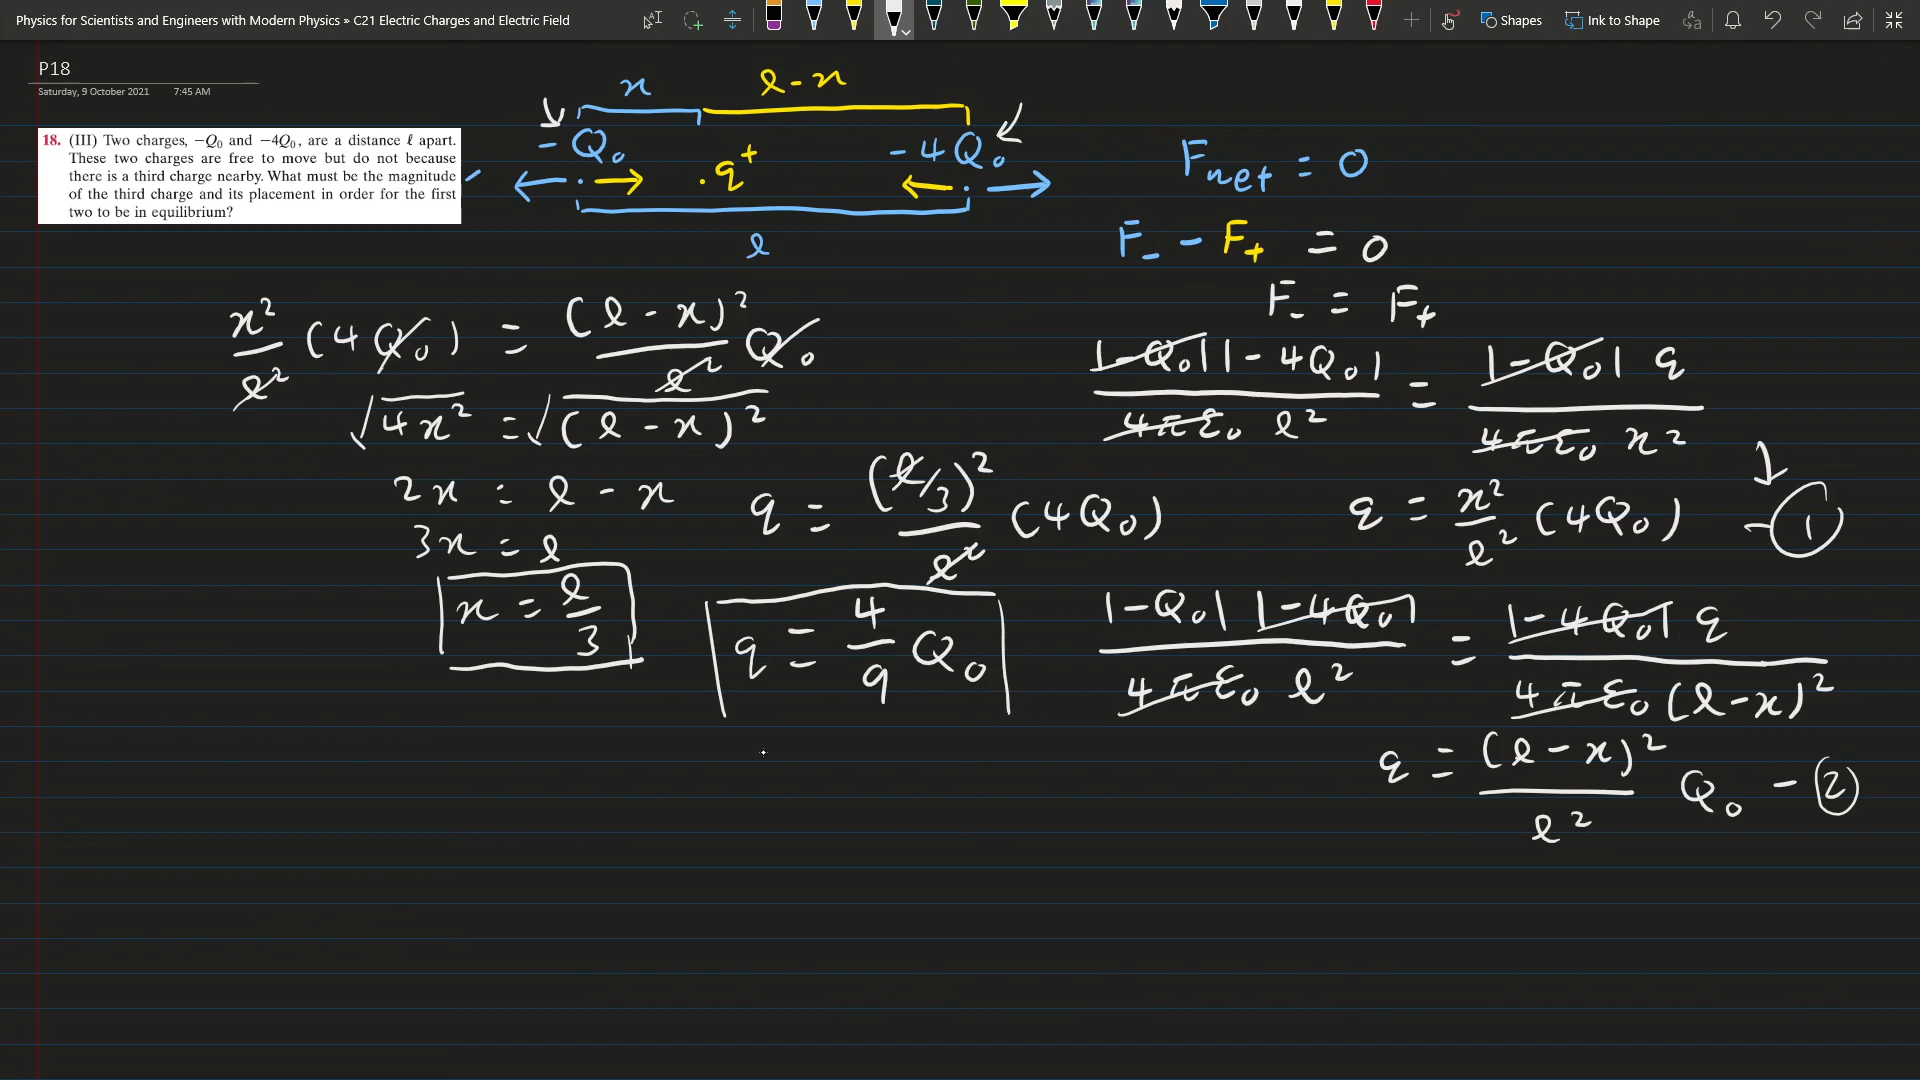 Physics for Scientists and Engineers with Modern Physics » C21 Electric Charges and Electric Field
Shapes
Ink to Shape
P18
Saturday, 9 October 2021 7:45 AM
18. (III) Two charges, −Q₀ and −4Q₀, are a distance ℓ apart.
These two charges are free to move but do not because
there is a third charge nearby. What must be the magnitude
of the third charge and its placement in order for the first
two to be in equilibrium?
x
ℓ - x
- Q₀
q⁺
- 4Q₀
ℓ
F_net = 0
F₋ - F₊ = 0
F₋ = F₊
|-Q₀| |-4Q₀| / 4πε₀ ℓ² = |-Q₀| q / 4πε₀ x²
q = x²/ℓ² (4Q₀) - ①
|-Q₀| |-4Q₀| / 4πε₀ ℓ² = |-4Q₀| q / 4πε₀ (ℓ-x)²
q = (ℓ-x)²/ℓ² Q₀ - ②
x²/ℓ² (4Q₀) = (ℓ-x)²/ℓ² Q₀
√4x² = √(ℓ-x)²
2x = ℓ - x
3x = ℓ
x = ℓ/3
q = (ℓ/3)²/ℓ² (4Q₀)
q = 4/9 Q₀